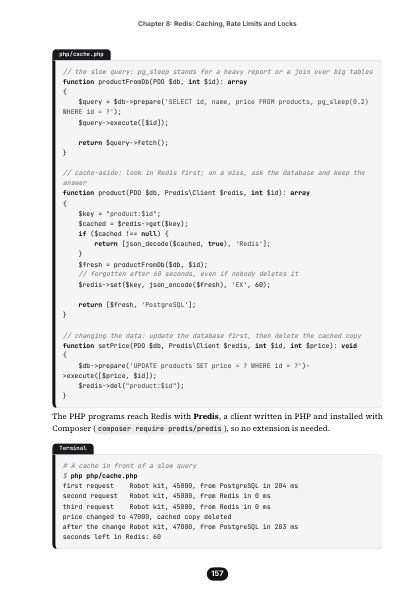 Chapter 8: Redis: Caching, Rate Limits and Locks
php/cache.php
// the slow query: pg_sleep stands for a heavy report or a join over big tables
function productFromDb(PDO $db, int $id): array
{
    $query = $db->prepare('SELECT id, name, price FROM products, pg_sleep(0.2)
WHERE id = ?');
    $query->execute([$id]);

    return $query->fetch();
}

// cache-aside: look in Redis first; on a miss, ask the database and keep the
answer
function product(PDO $db, Predis\Client $redis, int $id): array
{
    $key = "product:$id";
    $cached = $redis->get($key);
    if ($cached !== null) {
        return [json_decode($cached, true), 'Redis'];
    }
    $fresh = productFromDb($db, $id);
    // forgotten after 60 seconds, even if nobody deletes it
    $redis->set($key, json_encode($fresh), 'EX', 60);

    return [$fresh, 'PostgreSQL'];
}

// changing the data: update the database first, then delete the cached copy
function setPrice(PDO $db, Predis\Client $redis, int $id, int $price): void
{
    $db->prepare('UPDATE products SET price = ? WHERE id = ?')-
>execute([$price, $id]);
    $redis->del("product:$id");
}
The PHP programs reach Redis with Predis, a client written in PHP and installed with
Composer (composer require predis/predis), so no extension is needed.
Terminal
# A cache in front of a slow query
$ php php/cache.php
first request   Robot kit, 45000, from PostgreSQL in 204 ms
second request  Robot kit, 45000, from Redis in 0 ms
third request   Robot kit, 45000, from Redis in 0 ms
price changed to 47000, cached copy deleted
after the change Robot kit, 47000, from PostgreSQL in 203 ms
seconds left in Redis: 60
157